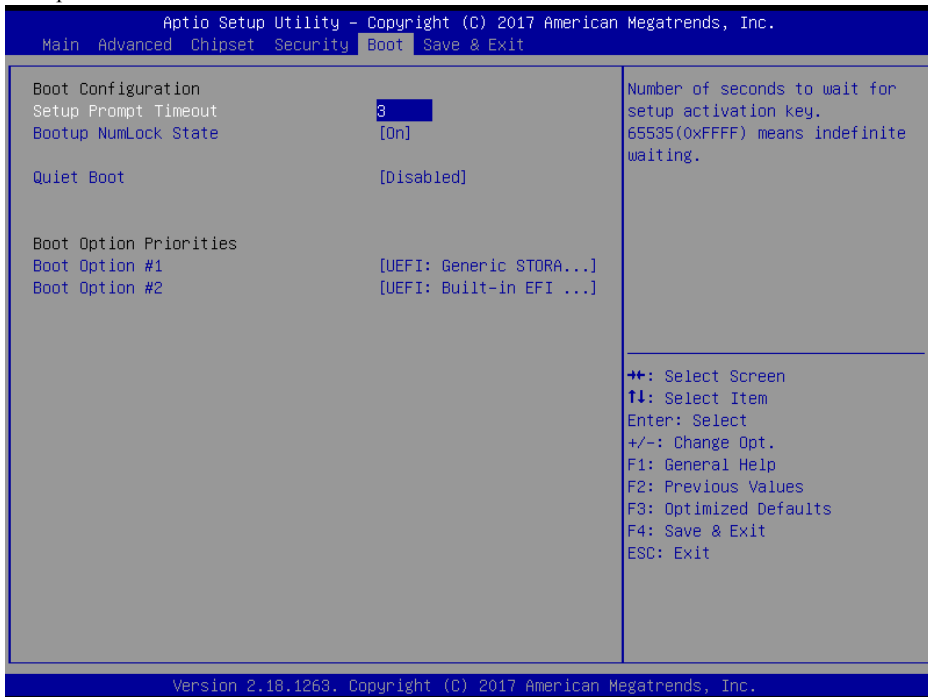 Aptio Setup Utility – Copyright (C) 2017 American Megatrends, Inc.
Main Advanced Chipset Security Boot Save & Exit
Boot Configuration
Setup Prompt Timeout 3
Bootup NumLock State [On]
Quiet Boot [Disabled]
Boot Option Priorities
Boot Option #1 [UEFI: Generic STORA...]
Boot Option #2 [UEFI: Built-in EFI ...]
Number of seconds to wait for
setup activation key.
65535(0xFFFF) means indefinite
waiting.
→←: Select Screen
↑↓: Select Item
Enter: Select
+/-: Change Opt.
F1: General Help
F2: Previous Values
F3: Optimized Defaults
F4: Save & Exit
ESC: Exit
Version 2.18.1263. Copyright (C) 2017 American Megatrends, Inc.